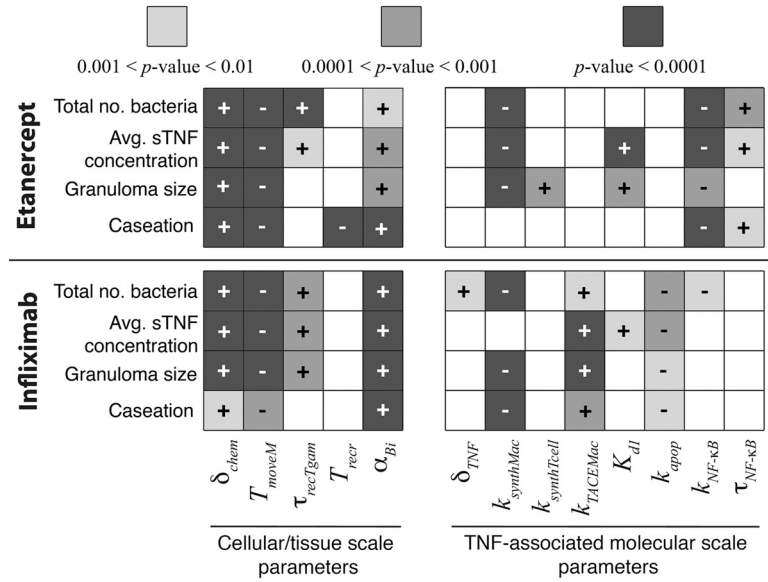 0.001 < p-value < 0.01 0.0001 < p-value < 0.001 p-value < 0.0001
Etanercept
Total no. bacteria + - + + - - +
Avg. sTNF
concentration + - + + + - +
Granuloma size + - + - + + -
Caseation + - - + - +
Infliximab
Total no. bacteria + - + + + - + - -
Avg. sTNF
concentration + - + + + + -
Granuloma size + - + + - + -
Caseation + - + - + -
δchem TmoveM τrecTgam Trecr αBi δTNF ksynthMac ksynthTcell kTACEMac Kd1 kapop kNF-κB τNF-κB
Cellular/tissue scale
parameters
TNF-associated molecular scale
parameters